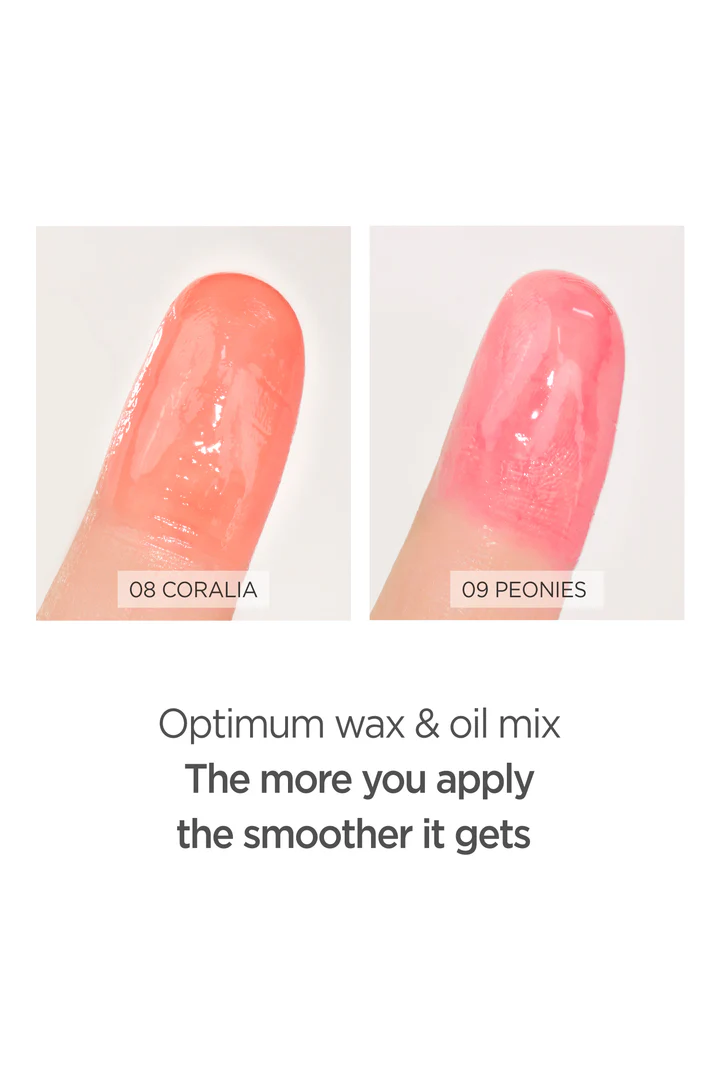 08 CORALIA
09 PEONIES
Optimum wax & oil mix
The more you apply
the smoother it gets